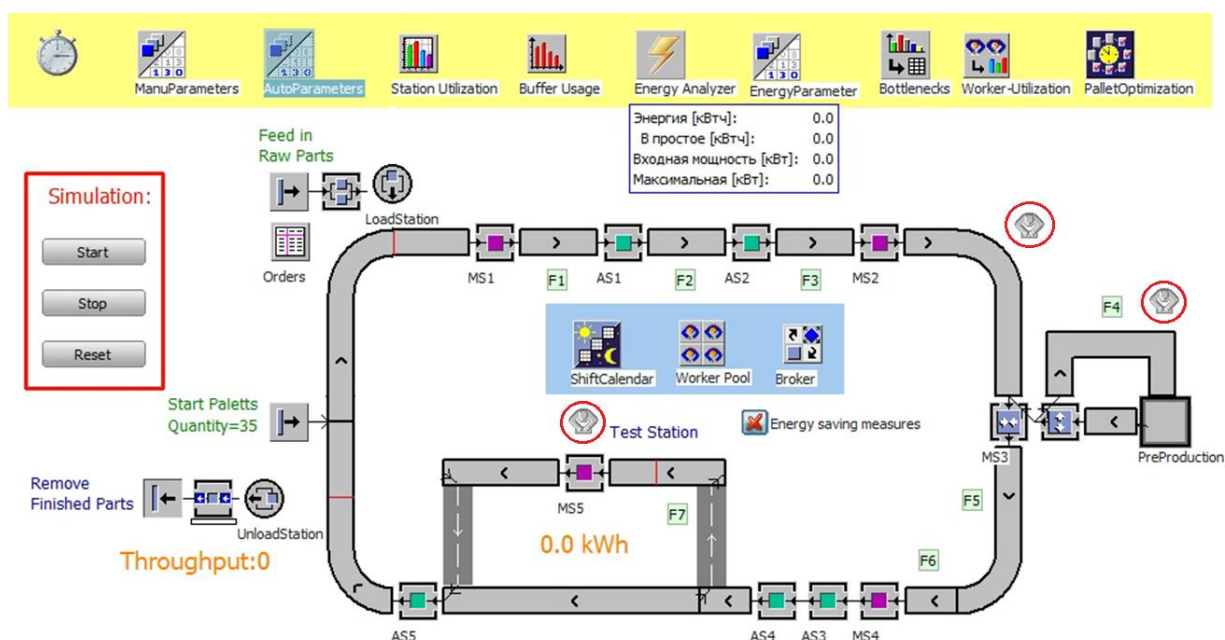 ManuParameters
AutoParameters
Station Utilization
Buffer Usage
Energy Analyzer
EnergyParameter
Bottlenecks
Worker-Utilization
PalletOptimization
Энергия [кВтч]: 0.0
В простое [кВтч]: 0.0
Входная мощность [кВт]: 0.0
Максимальная [кВт]: 0.0
Feed in
Raw Parts
Simulation:
Start
Stop
Reset
LoadStation
Orders
MS1
F1
AS1
F2
AS2
F3
MS2
F4
ShiftCalendar
Worker Pool
Broker
Start Paletts
Quantity=35
Test Station
Energy saving measures
MS3
PreProduction
Remove
Finished Parts
UnloadStation
MS5
F7
F5
Throughput:0
0.0 kWh
F6
AS5
AS4
AS3
MS4